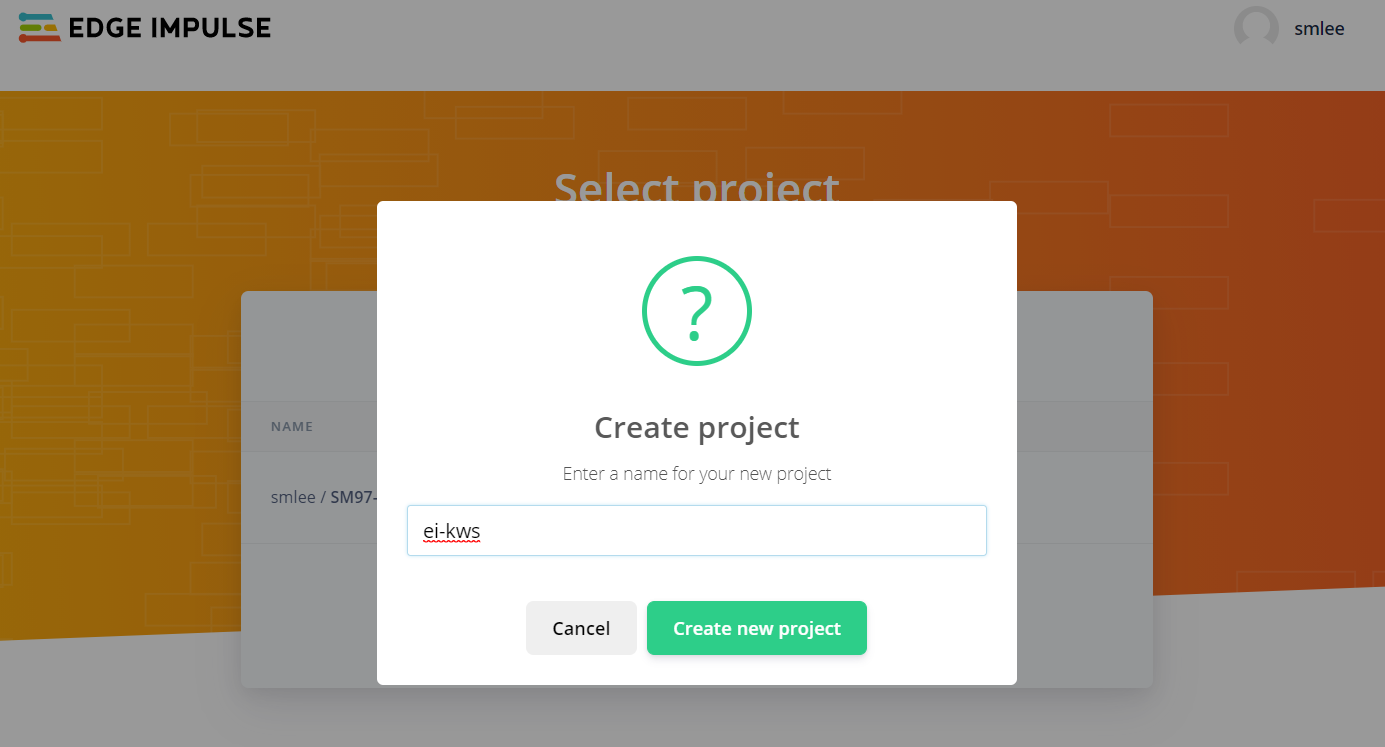 EDGE IMPULSE
smlee
Select project
?
Create project
Enter a name for your new project
NAME
smlee / SM97-
ei-kws
Cancel
Create new project